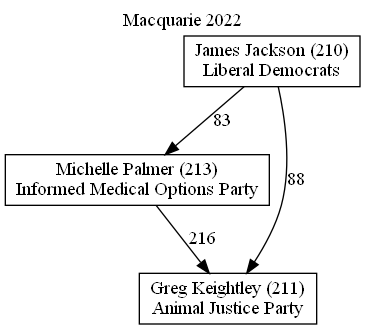 Macquarie 2022
James Jackson (210)
Liberal Democrats
83
Michelle Palmer (213)
Informed Medical Options Party
88
216
Greg Keightley (211)
Animal Justice Party